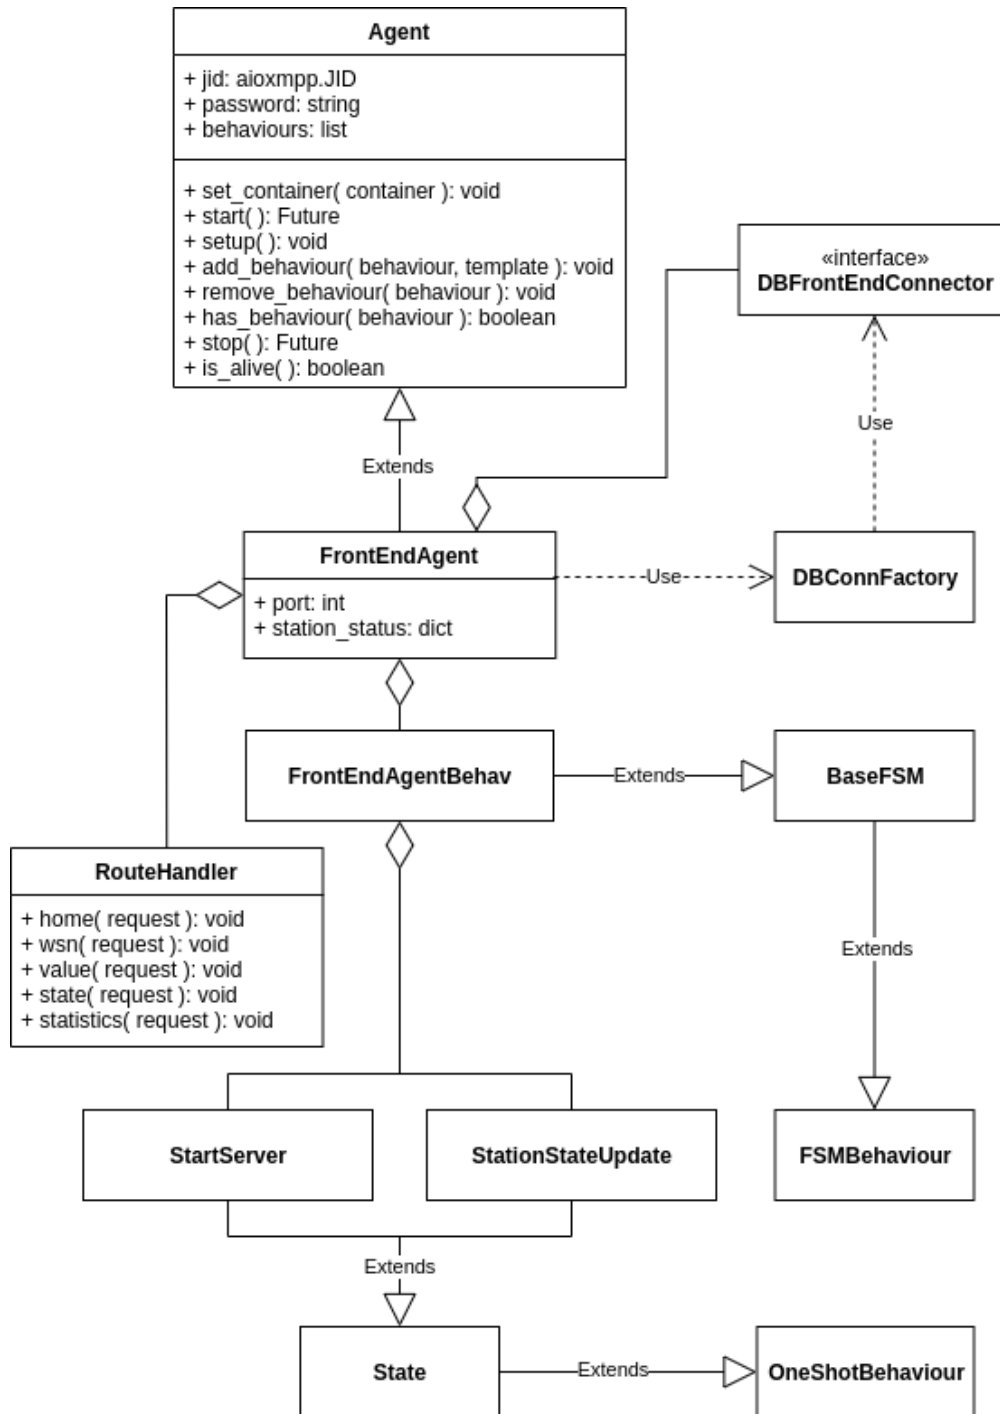 Agent
+ jid: aioxmpp.JID
+ password: string
+ behaviours: list
+ set_container( container ): void
+ start( ): Future
+ setup( ): void
+ add_behaviour( behaviour, template ): void
+ remove_behaviour( behaviour ): void
+ has_behaviour( behaviour ): boolean
+ stop( ): Future
+ is_alive( ): boolean
«interface»
DBFrontEndConnector
Use
Extends
FrontEndAgent
+ port: int
+ station_status: dict
Use
DBConnFactory
FrontEndAgentBehav
Extends
BaseFSM
RouteHandler
+ home( request ): void
+ wsn( request ): void
+ value( request ): void
+ state( request ): void
+ statistics( request ): void
Extends
StartServer
StationStateUpdate
FSMBehaviour
Extends
State
Extends
OneShotBehaviour